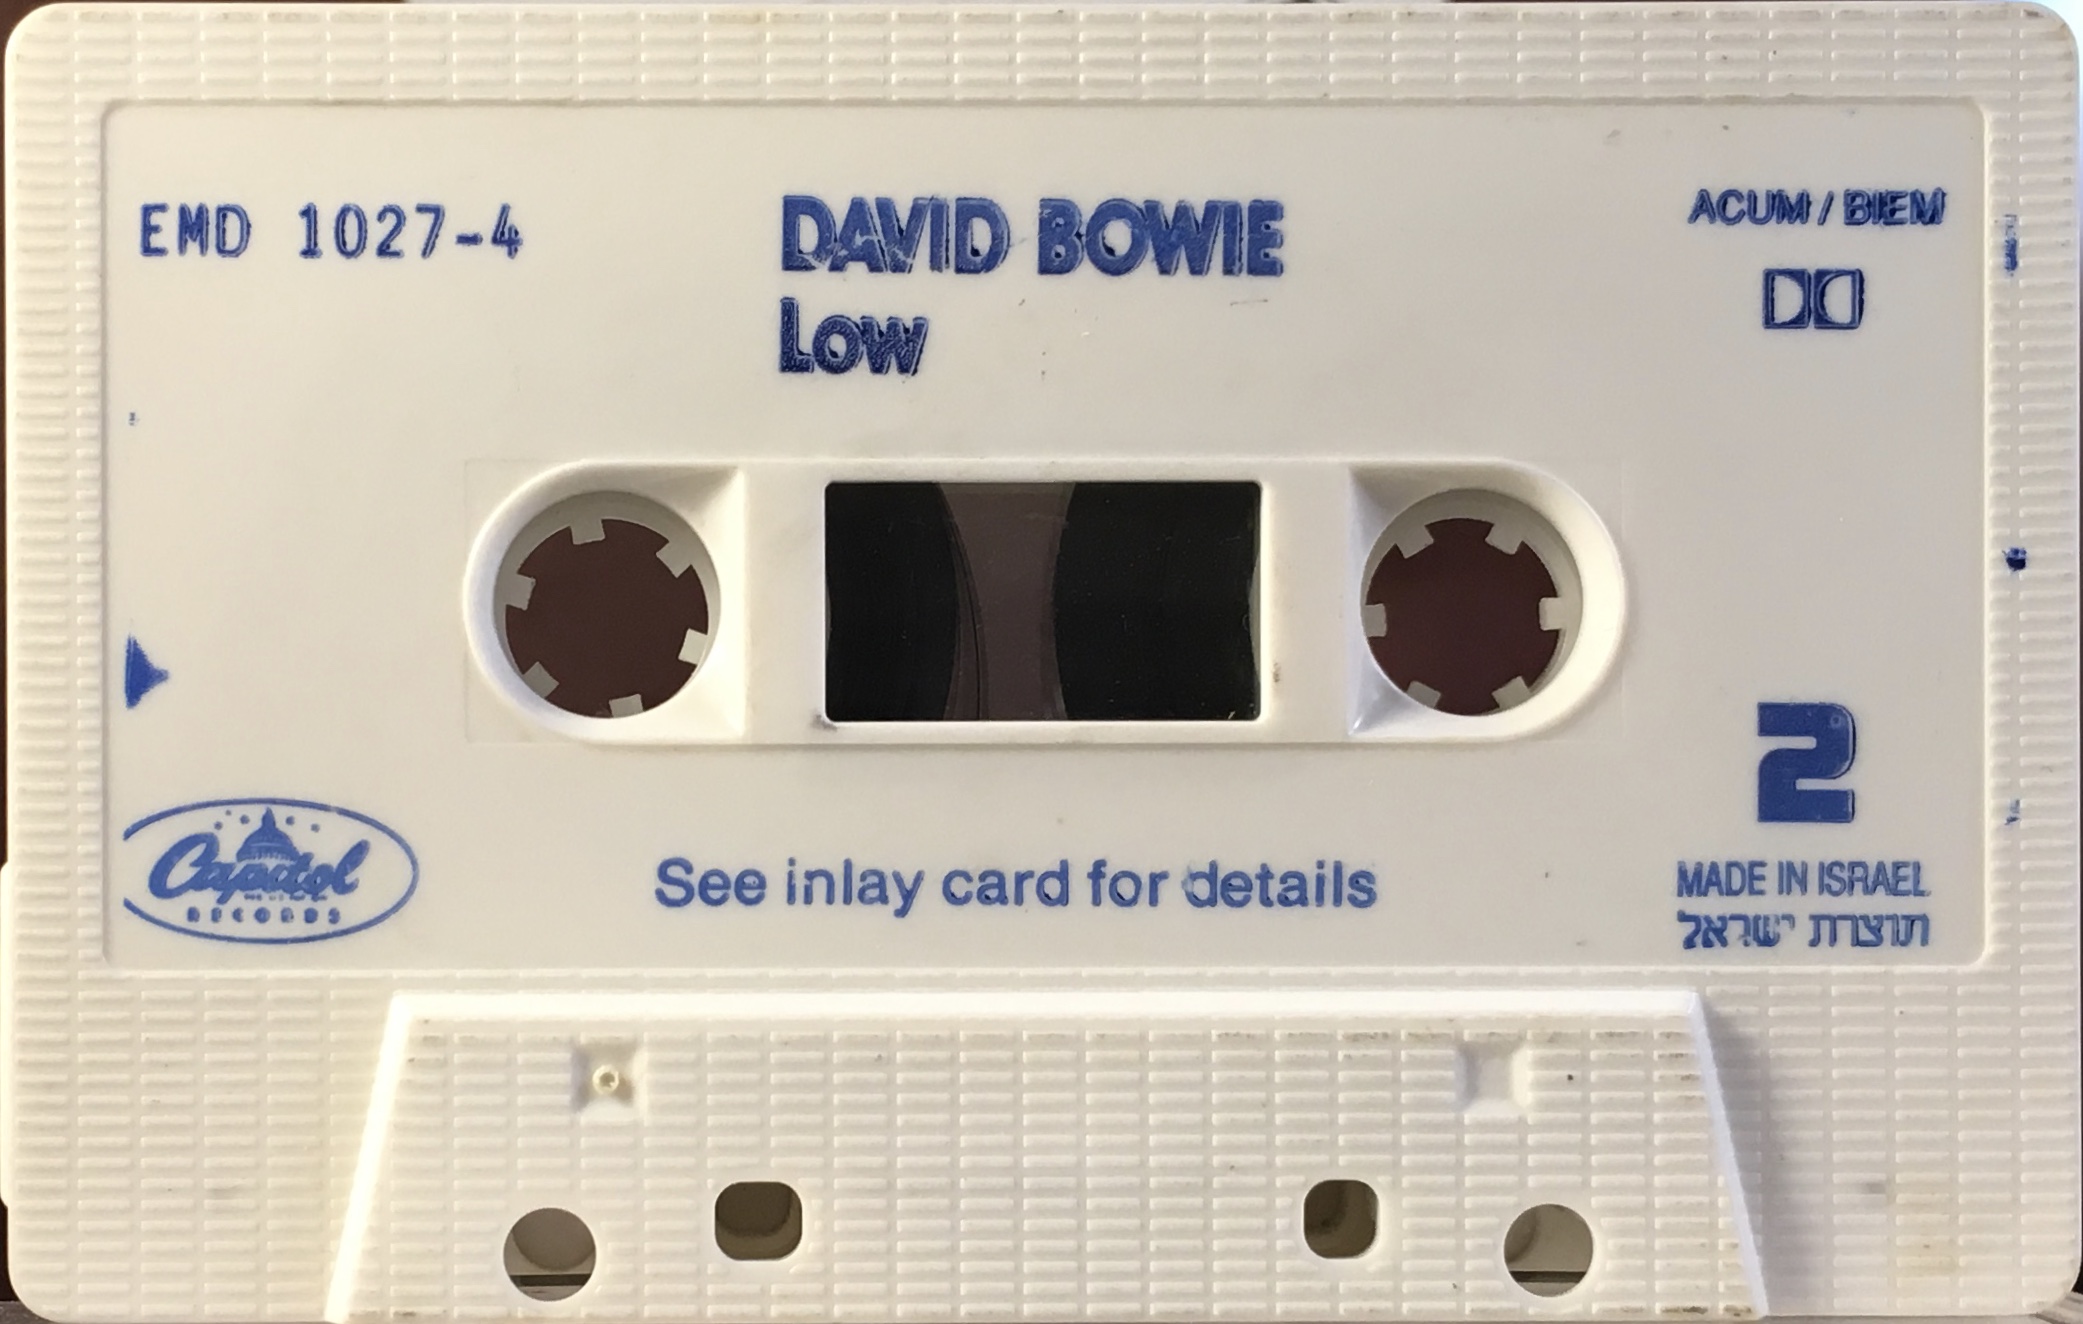 EMD 1027-4
DAVID BOWIE
Low
ACUM / BIEM
2
Capitol
RECORDS
See inlay card for details
MADE IN ISRAEL
תוצרת ישראל